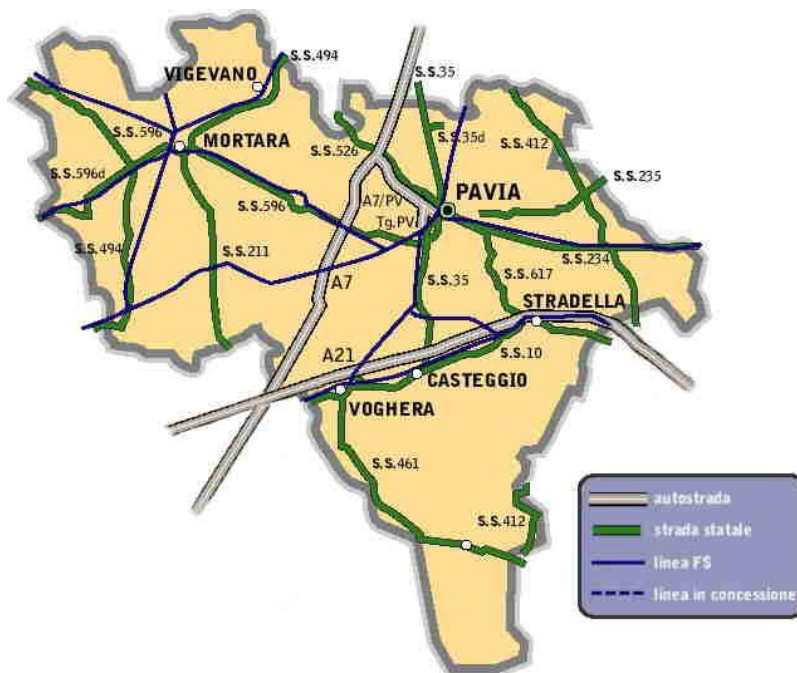 S.S.494
VIGEVANO
S.S.35
S.S.596
MORTARA
S.S.526
S.S.35d
S.S.412
S.S.596d
S.S.235
A7/PV
PAVIA
S.S.596
Tg.PV
S.S.494
S.S.211
S.S.234
A7
S.S.35
S.S.617
STRADELLA
A21
S.S.10
CASTEGGIO
VOGHERA
S.S.461
S.S.412
autostrada
strada statale
linea FS
linea in concessione